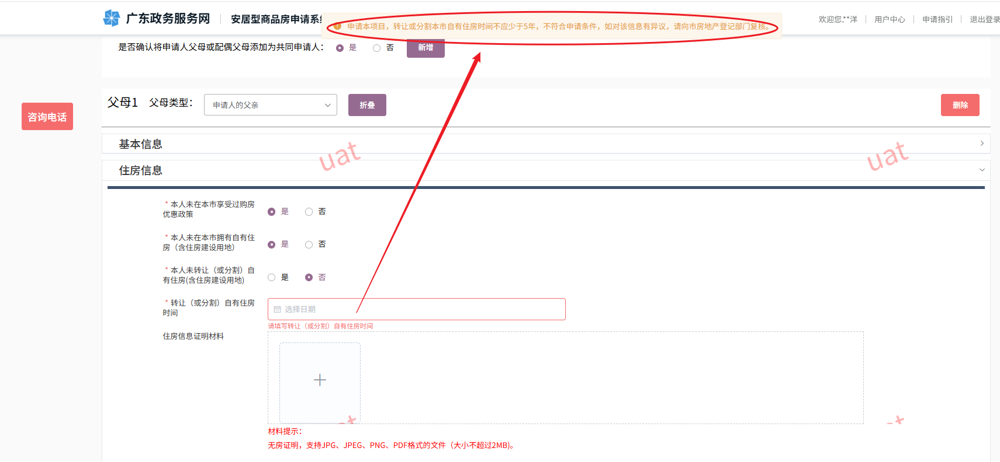 广东政务服务网
安居型商品房申请系统
申请本项目，转让或分割本市自有住房时间不应少于5年，不符合申请条件，如对该信息有异议，请向市房地产登记部门复核。
欢迎您,**洋
用户中心
申请指引
退出登录
是否确认将申请人父母或配偶父母添加为共同申请人：
是
否
新增
咨询电话
父母1
父母类型：
申请人的父亲
折叠
删除
基本信息
住房信息
uat
uat
* 本人未在本市享受过购房
优惠政策
是
否
* 本人未在本市拥有自有住
房（含住房建设用地）
是
否
* 本人未转让（或分割）自
有住房(含住房建设用地)
是
否
* 转让（或分割）自有住房
时间
选择日期
请填写转让（或分割）自有住房时间
住房信息证明材料
材料提示：
无房证明，支持JPG、JPEG、PNG、PDF格式的文件（大小不超过2MB)。